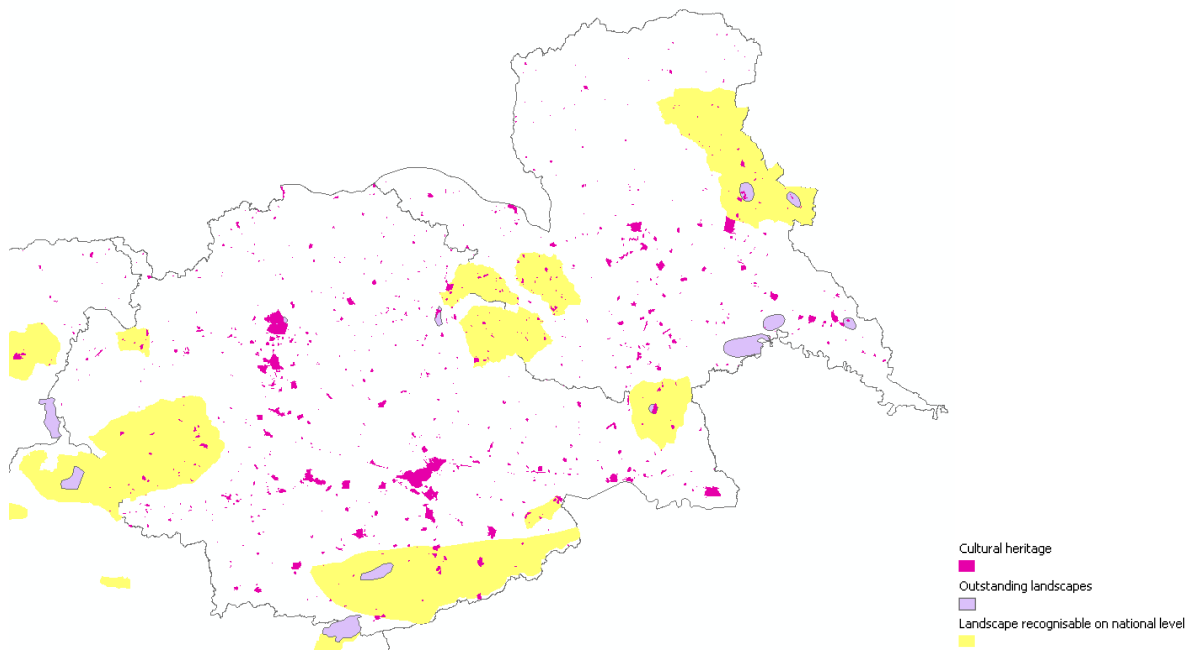 Cultural heritage
Outstanding landscapes
Landscape recognisable on national level